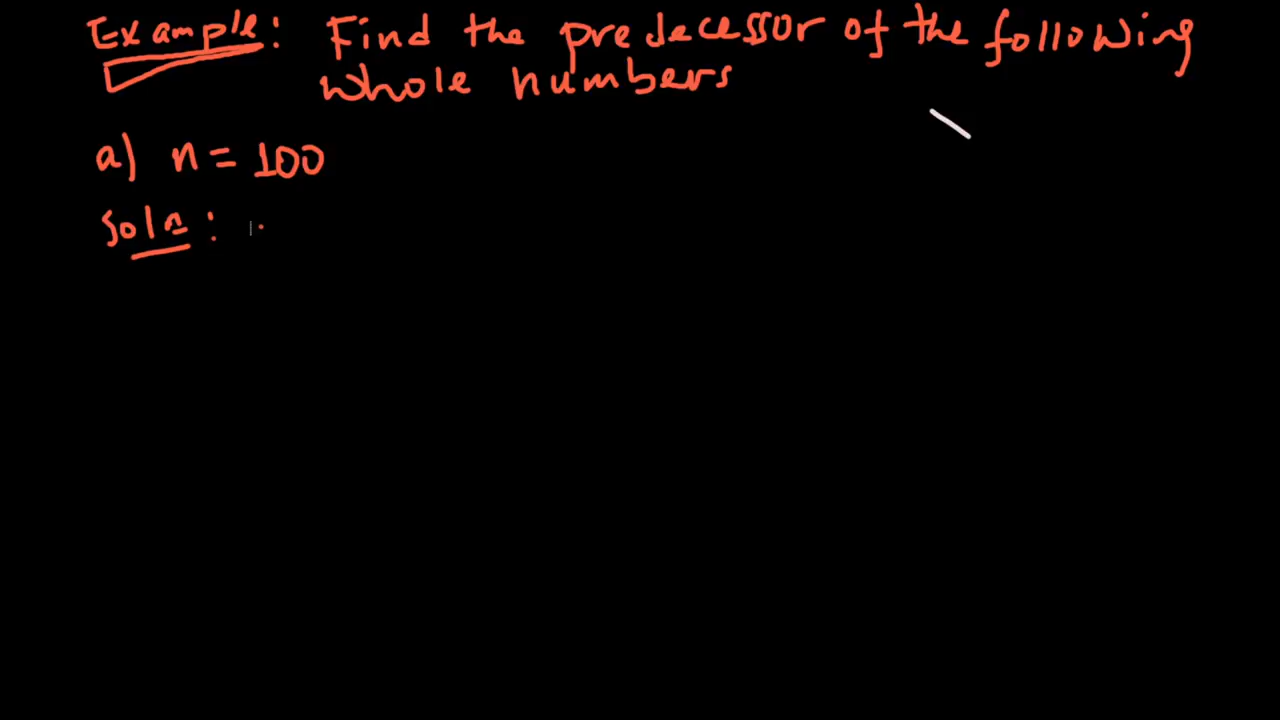 Example: Find the predecessor of the following
whole numbers
a) n = 100
Soln: